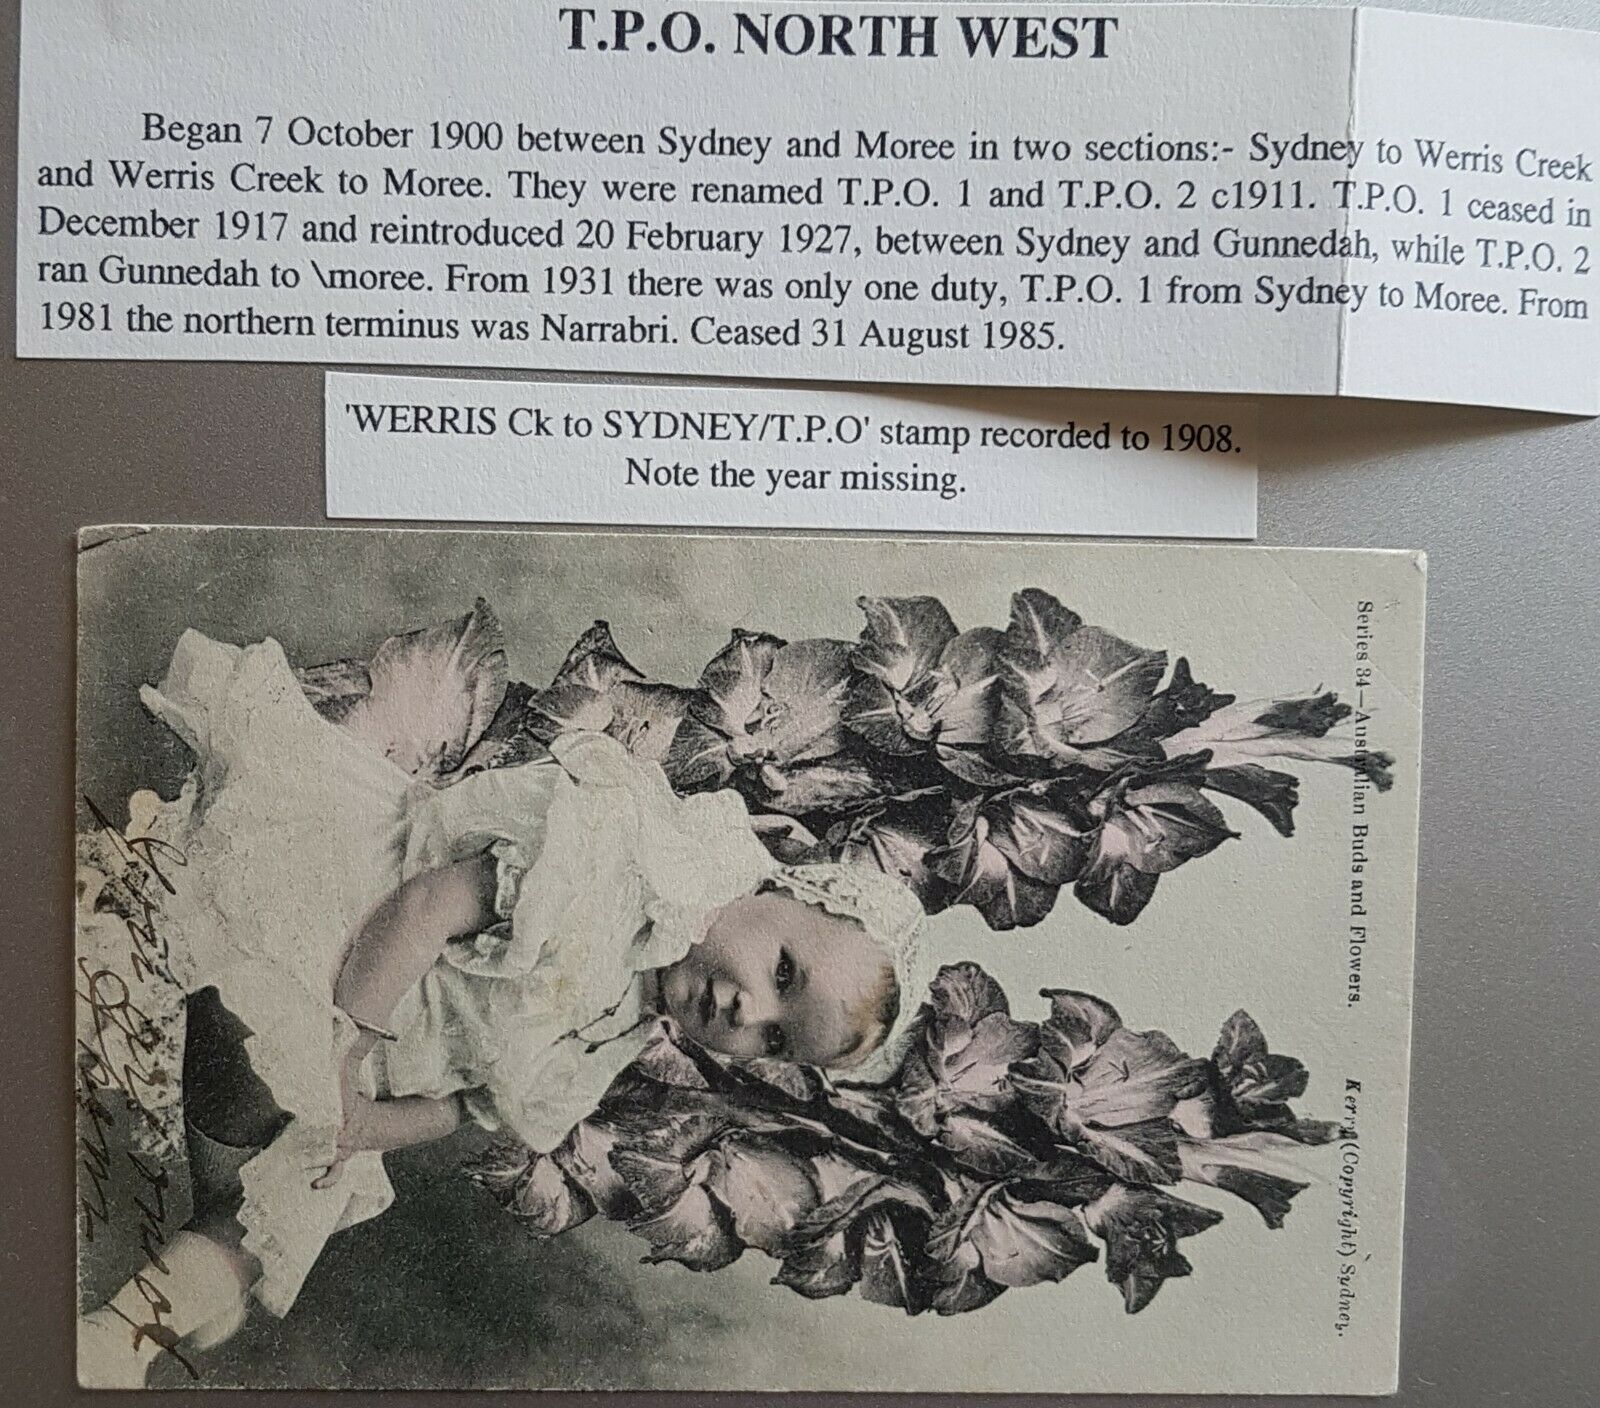 T.P.O. NORTH WEST
Began 7 October 1900 between Sydney and Moree in two sections:- Sydney to Werris Creek
and Werris Creek to Moree. They were renamed T.P.O. 1 and T.P.O. 2 c1911. T.P.O. 1 ceased in
December 1917 and reintroduced 20 February 1927, between Sydney and Gunnedah, while T.P.O. 2
ran Gunnedah to \moree. From 1931 there was only one duty, T.P.O. 1 from Sydney to Moree. From
1981 the northern terminus was Narrabri. Ceased 31 August 1985.
'WERRIS Ck to SYDNEY/T.P.O' stamp recorded to 1908.
Note the year missing.
Series 34—Australian Buds and Flowers. Kerry (Copyright) Sydney.